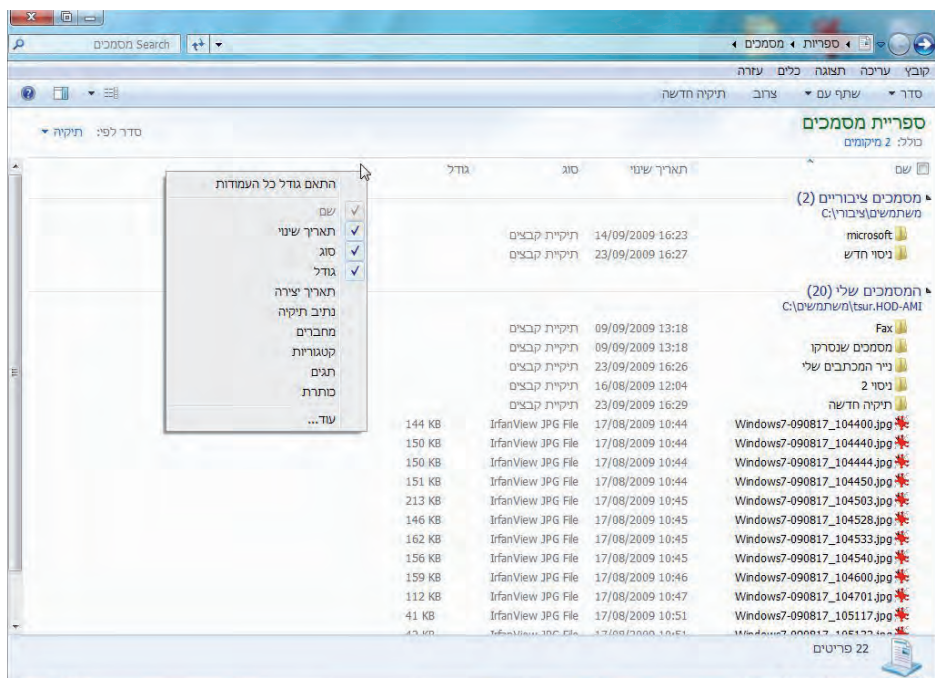 ספריות מסמכים
Search מסמכים
קובץ עריכה תצוגה כלים עזרה
סדר שתף עם צרוב תיקיה חדשה
ספריית מסמכים
כולל: 2 מיקומים
סדר לפי: תיקיה
שם תאריך שינוי סוג גודל
התאם גודל כל העמודות
שם
תאריך שינוי
סוג
גודל
תאריך יצירה
נתיב תיקיה
מחברים
קטגוריות
תגים
כותרת
עוד...
מסמכים ציבוריים (2)
C:\משתמשים\ציבורי
microsoft 14/09/2009 16:23 תיקיית קבצים
ניסוי חדש 23/09/2009 16:27 תיקיית קבצים
המסמכים שלי (20)
C:\משתמשים\tsur.HOD-AMI
Fax 09/09/2009 13:18 תיקיית קבצים
מסמכים שנסרקו 09/09/2009 13:18 תיקיית קבצים
נייר המכתבים שלי 23/09/2009 16:26 תיקיית קבצים
ניסוי 2 16/08/2009 12:04 תיקיית קבצים
תיקיה חדשה 23/09/2009 16:29 תיקיית קבצים
Windows7-090817_104400.jpg 17/08/2009 10:44 IrfanView JPG File 144 KB
Windows7-090817_104440.jpg 17/08/2009 10:44 IrfanView JPG File 150 KB
Windows7-090817_104444.jpg 17/08/2009 10:44 IrfanView JPG File 150 KB
Windows7-090817_104450.jpg 17/08/2009 10:44 IrfanView JPG File 151 KB
Windows7-090817_104503.jpg 17/08/2009 10:45 IrfanView JPG File 213 KB
Windows7-090817_104528.jpg 17/08/2009 10:45 IrfanView JPG File 146 KB
Windows7-090817_104533.jpg 17/08/2009 10:45 IrfanView JPG File 162 KB
Windows7-090817_104540.jpg 17/08/2009 10:45 IrfanView JPG File 156 KB
Windows7-090817_104600.jpg 17/08/2009 10:46 IrfanView JPG File 159 KB
Windows7-090817_104701.jpg 17/08/2009 10:47 IrfanView JPG File 112 KB
Windows7-090817_105117.jpg 17/08/2009 10:51 IrfanView JPG File 41 KB
22 פריטים